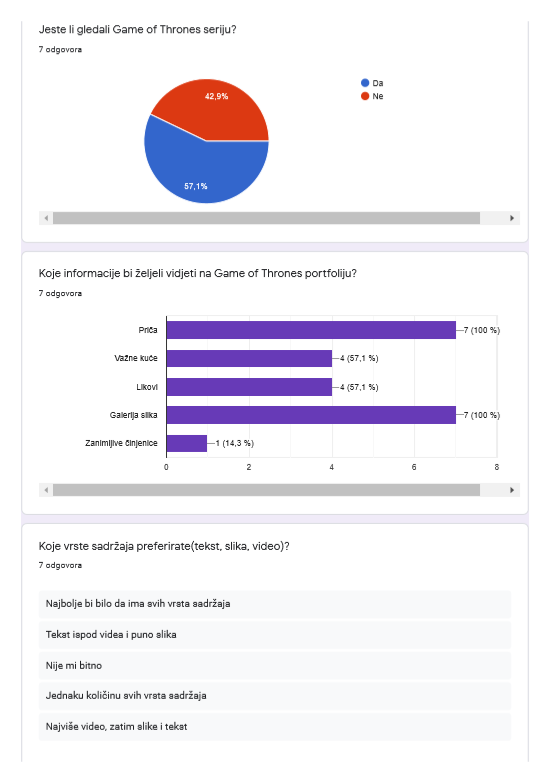 Jeste li gledali Game of Thrones seriju?
7 odgovora
Da
Ne
42,9%
57,1%
Koje informacije bi željeli vidjeti na Game of Thrones portfoliju?
7 odgovora
Priča
7 (100 %)
Važne kuće
4 (57,1 %)
Likovi
4 (57,1 %)
Galerija slika
7 (100 %)
Zanimljive činjenice
1 (14,3 %)
0 2 4 6 8
Koje vrste sadržaja preferirate(tekst, slika, video)?
7 odgovora
Najbolje bi bilo da ima svih vrsta sadržaja
Tekst ispod videa i puno slika
Nije mi bitno
Jednaku količinu svih vrsta sadržaja
Najviše video, zatim slike i tekst